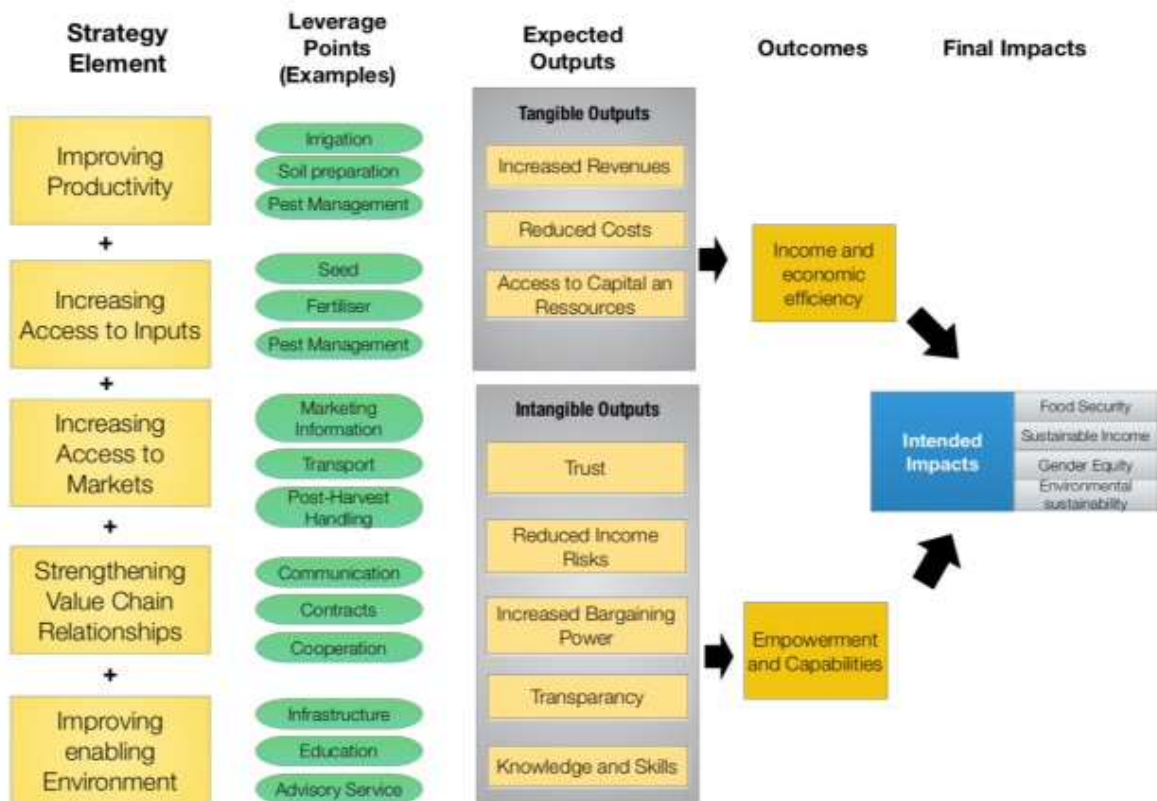 Strategy
Element
Leverage
Points
(Examples)
Expected
Outputs
Outcomes
Final Impacts
Improving
Productivity
+
Increasing
Access to Inputs
+
Increasing
Access to
Markets
+
Strengthening
Value Chain
Relationships
+
Improving
enabling
Environment
Irrigation
Soil preparation
Pest Management
Seed
Fertiliser
Pest Management
Marketing
Information
Transport
Post-Harvest
Handling
Communication
Contracts
Cooperation
Infrastructure
Education
Advisory Service
Tangible Outputs
Increased Revenues
Reduced Costs
Access to Capital an
Ressources
Intangible Outputs
Trust
Reduced Income
Risks
Increased Bargaining
Power
Transparancy
Knowledge and Skills
Income and
economic
efficiency
Empowerment
and Capabilities
Intended
Impacts
Food Security
Sustainable Income
Gender Equity
Environmental
sustainability